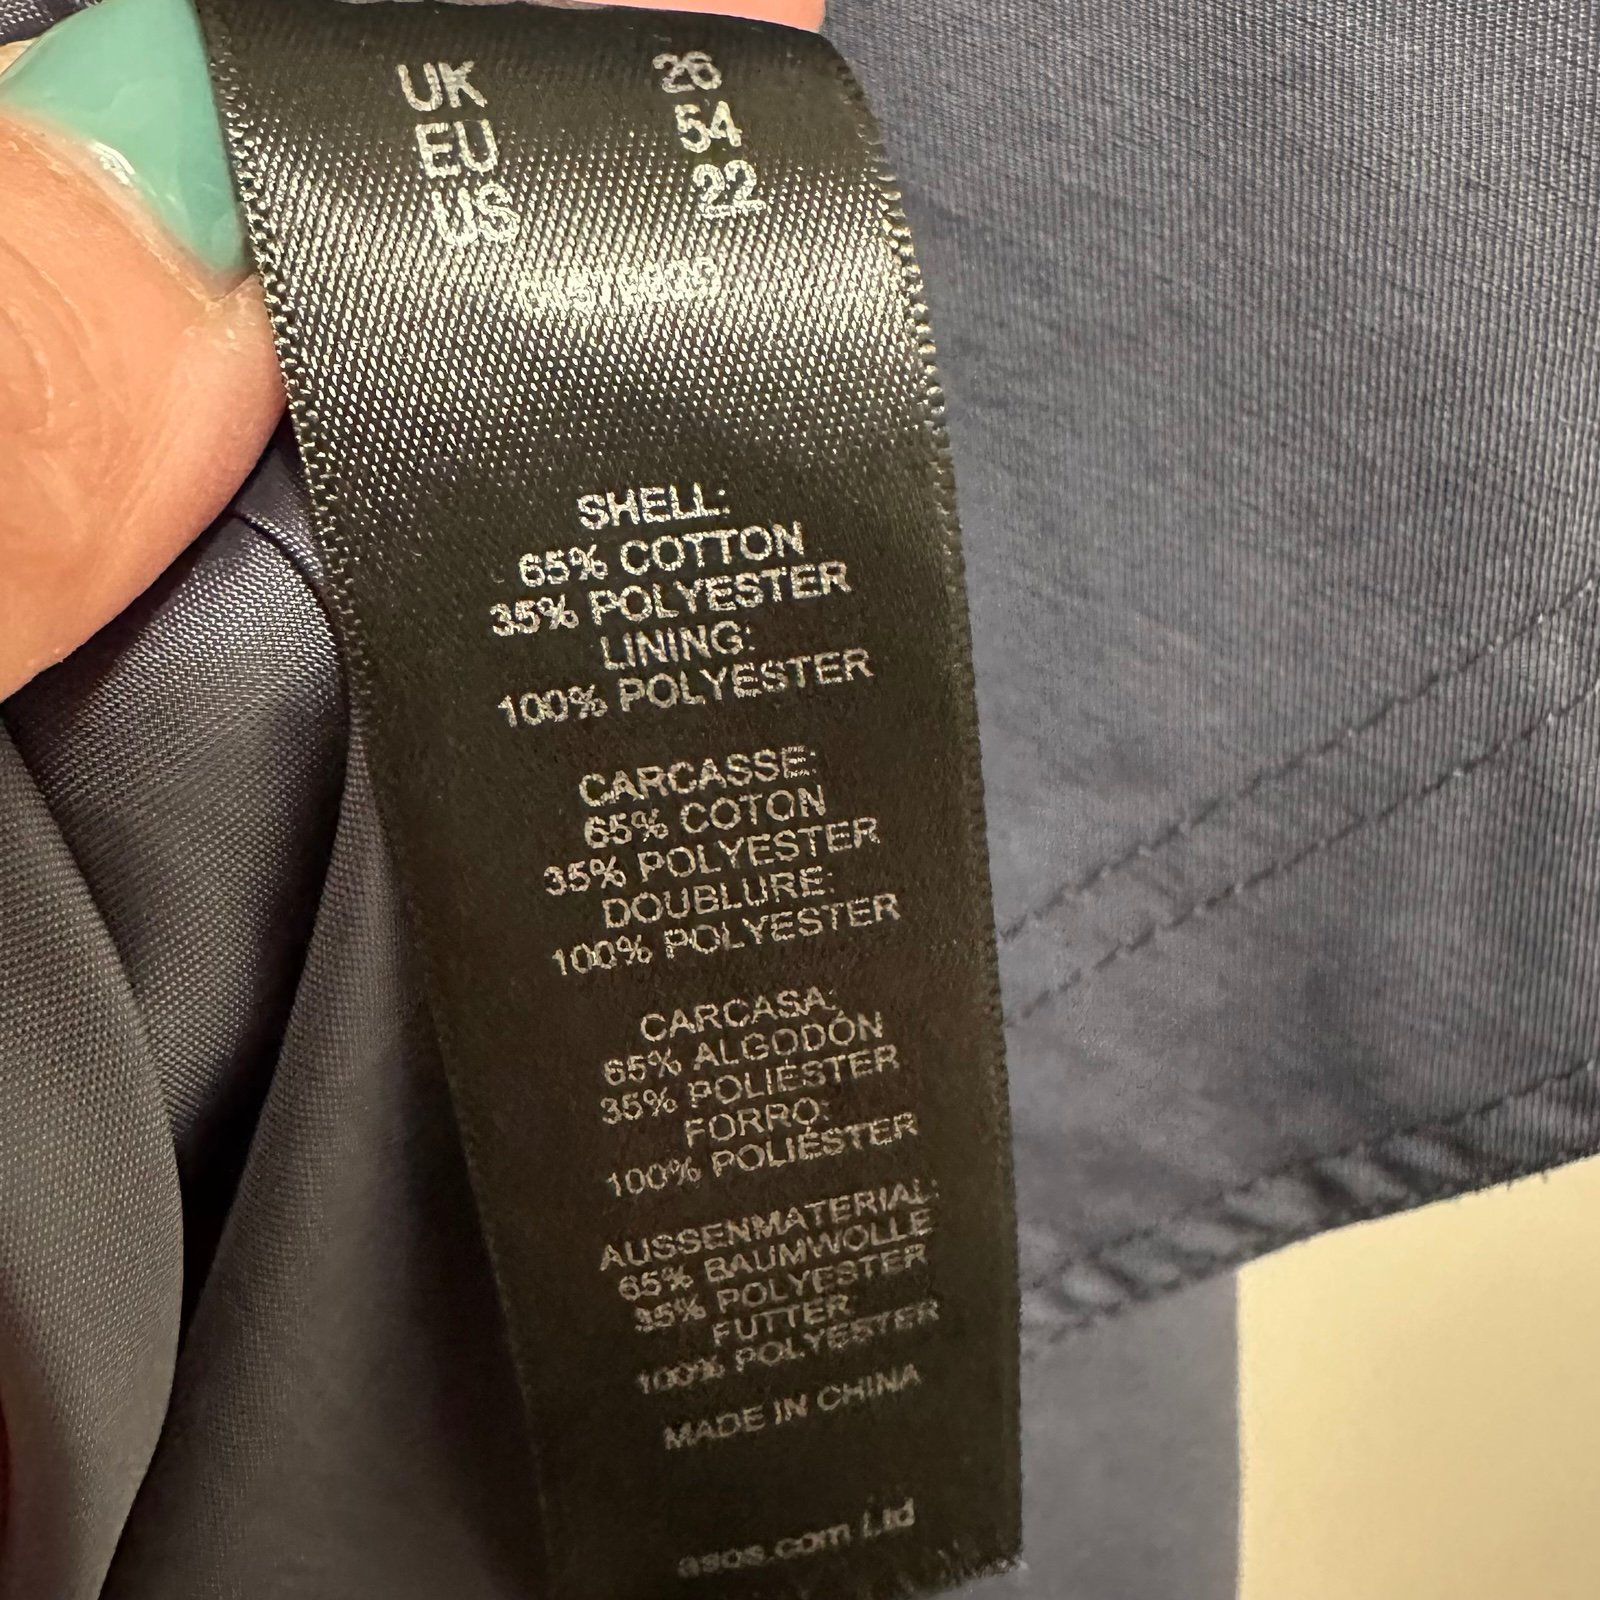 UK 26
EU 54
US 22
SHELL:
65% COTTON
35% POLYESTER
LINING:
100% POLYESTER
CARCASSE:
65% COTON
35% POLYESTER
DOUBLURE:
100% POLYESTER
CARCASA:
65% ALGODÓN
35% POLIÉSTER
FORRO:
100% POLIÉSTER
AUSSENMATERIAL:
65% BAUMWOLLE
35% POLYESTER
FUTTER:
100% POLYESTER
MADE IN CHINA
asos.com Ltd